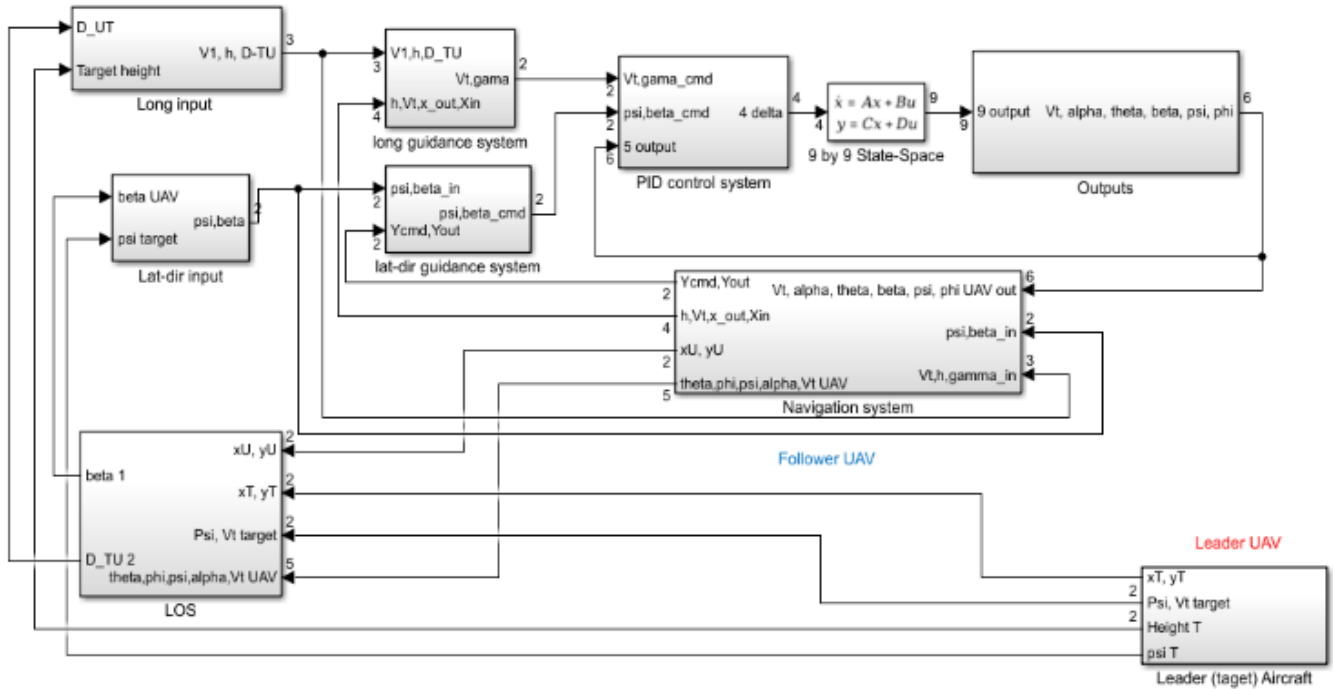 D_UT
V1, h, D-TU
3
Target height
Long input
V1,h,D_TU
3
Vt,gama
2
h,Vt,x_out,Xin
4
long guidance system
Vt,gama_cmd
2
psi,beta_cmd
2
4 delta
4
5 output
6
PID control system
ẋ = Ax + Bu
y = Cx + Du
4
9
9 by 9 State-Space
9 output
9
Vt, alpha, theta, beta, psi, phi
6
Outputs
beta UAV
psi,beta
2
psi target
Lat-dir input
psi,beta_in
2
psi,beta_cmd
2
Ycmd,Yout
2
lat-dir guidance system
Ycmd,Yout
2
Vt, alpha, theta, beta, psi, phi UAV out
6
h,Vt,x_out,Xin
4
psi,beta_in
2
xU, yU
2
Vt,h,gamma_in
3
theta,phi,psi,alpha,Vt UAV
5
Navigation system
Follower UAV
xU, yU
2
beta 1
xT, yT
2
Psi, Vt target
2
D_TU 2
theta,phi,psi,alpha,Vt UAV
5
LOS
Leader UAV
xT, yT
2
Psi, Vt target
2
Height T
psi T
Leader (taget) Aircraft